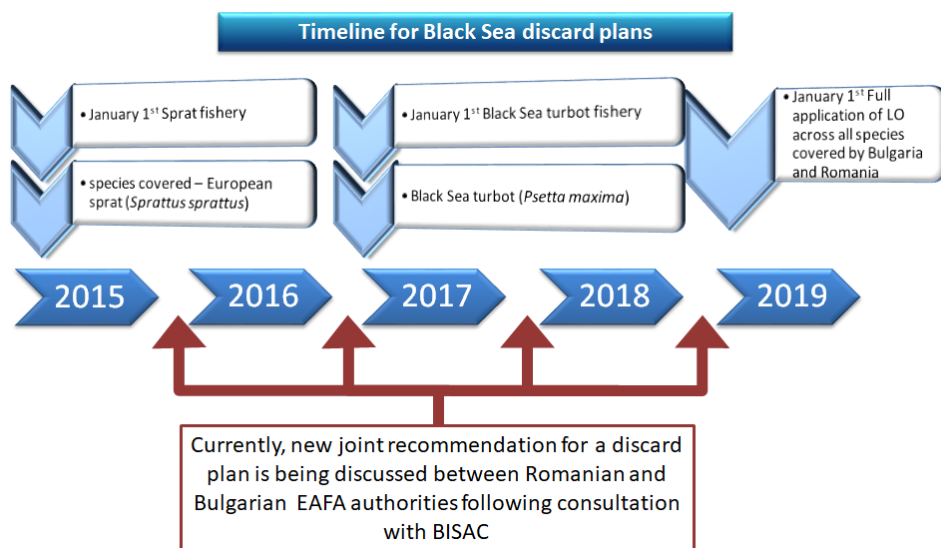 Timeline for Black Sea discard plans
• January 1st Sprat fishery
• species covered – European
sprat (Sprattus sprattus)
• January 1st Black Sea turbot fishery
• Black Sea turbot (Psetta maxima)
• January 1st Full
application of LO
across all species
covered by Bulgaria
and Romania
2015
2016
2017
2018
2019
Currently, new joint recommendation for a discard
plan is being discussed between Romanian and
Bulgarian EAFA authorities following consultation
with BISAC